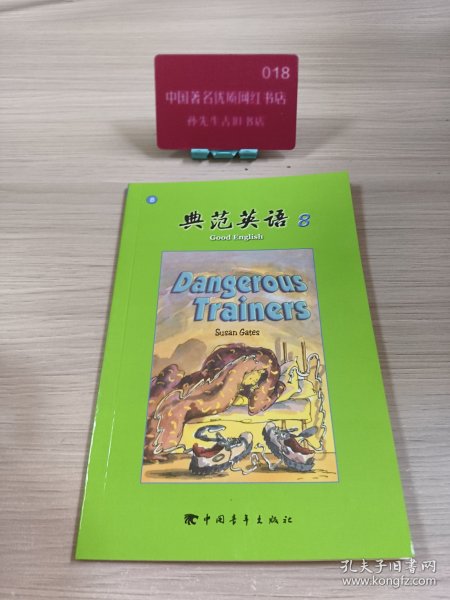 018
中国著名优质网红书店
孙先生古旧书店
8
典范英语 8
Good English
Dangerous
Trainers
Susan Gates
中国青年出版社
孔夫子旧书网
www.kongfz.com